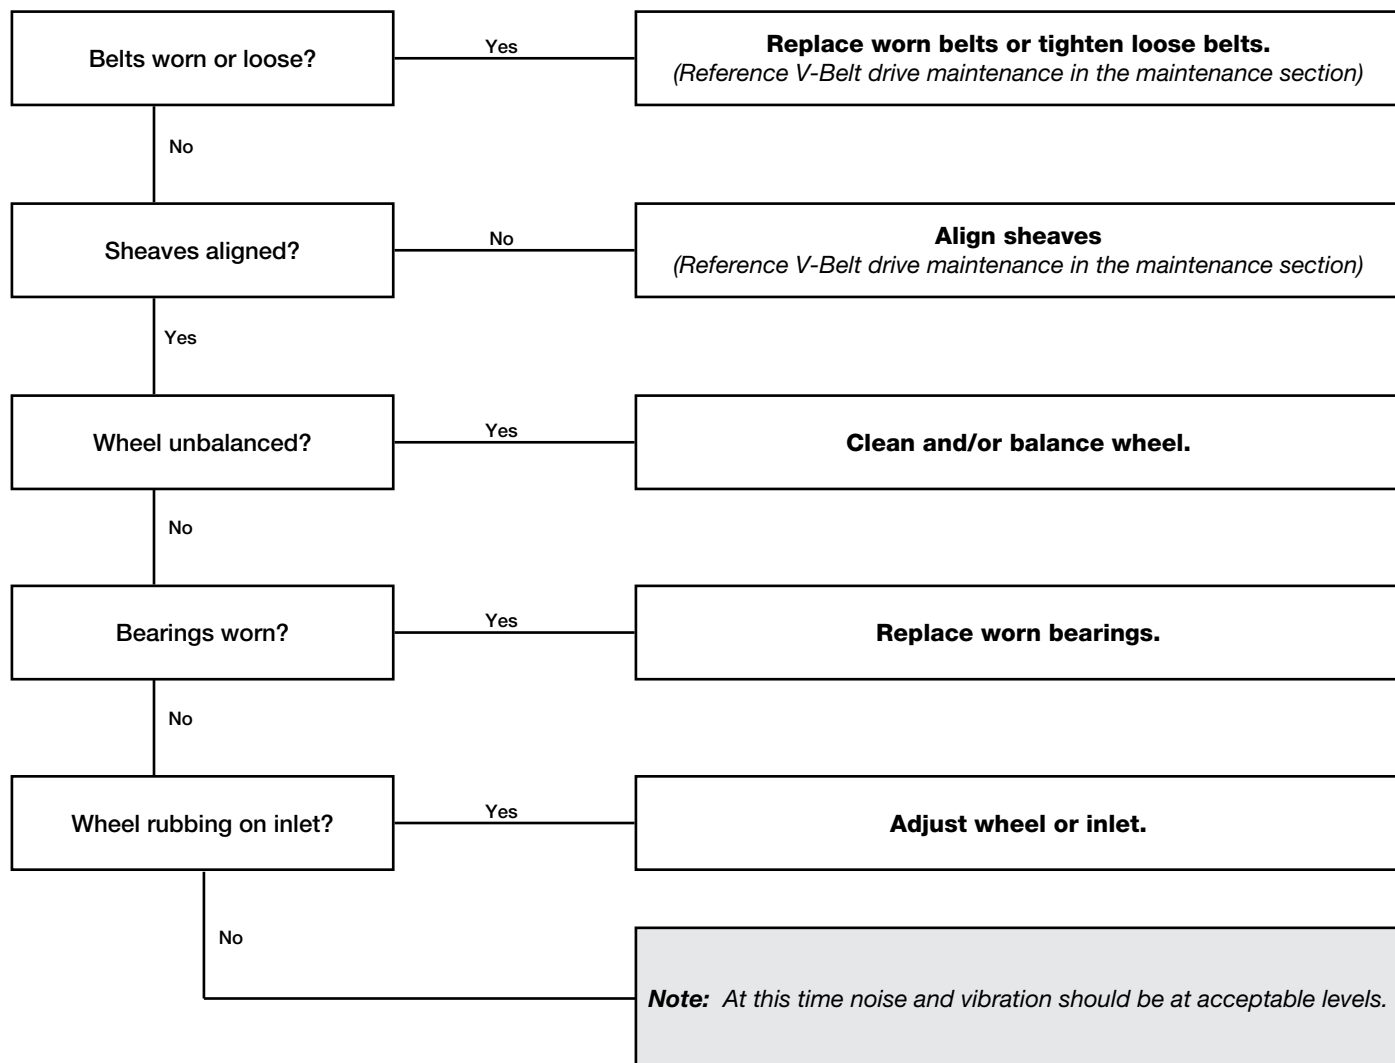 Belts worn or loose?
Yes
Replace worn belts or tighten loose belts.
(Reference V-Belt drive maintenance in the maintenance section)
No
Sheaves aligned?
No
Align sheaves
(Reference V-Belt drive maintenance in the maintenance section)
Yes
Wheel unbalanced?
Yes
Clean and/or balance wheel.
No
Bearings worn?
Yes
Replace worn bearings.
No
Wheel rubbing on inlet?
Yes
Adjust wheel or inlet.
No
Note: At this time noise and vibration should be at acceptable levels.